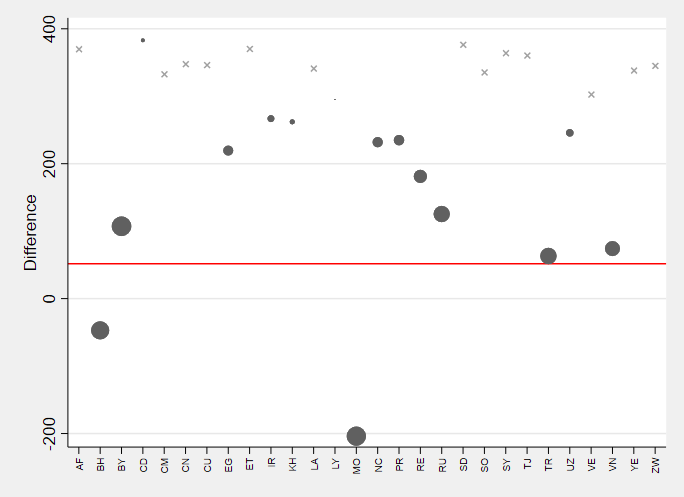 400
200
0
-200
Difference
AF BH BY CD CM CN CU EG ET IR KH LA LY MO NC PR RE RU SD SO SY TJ TR UZ VE VN YE ZW